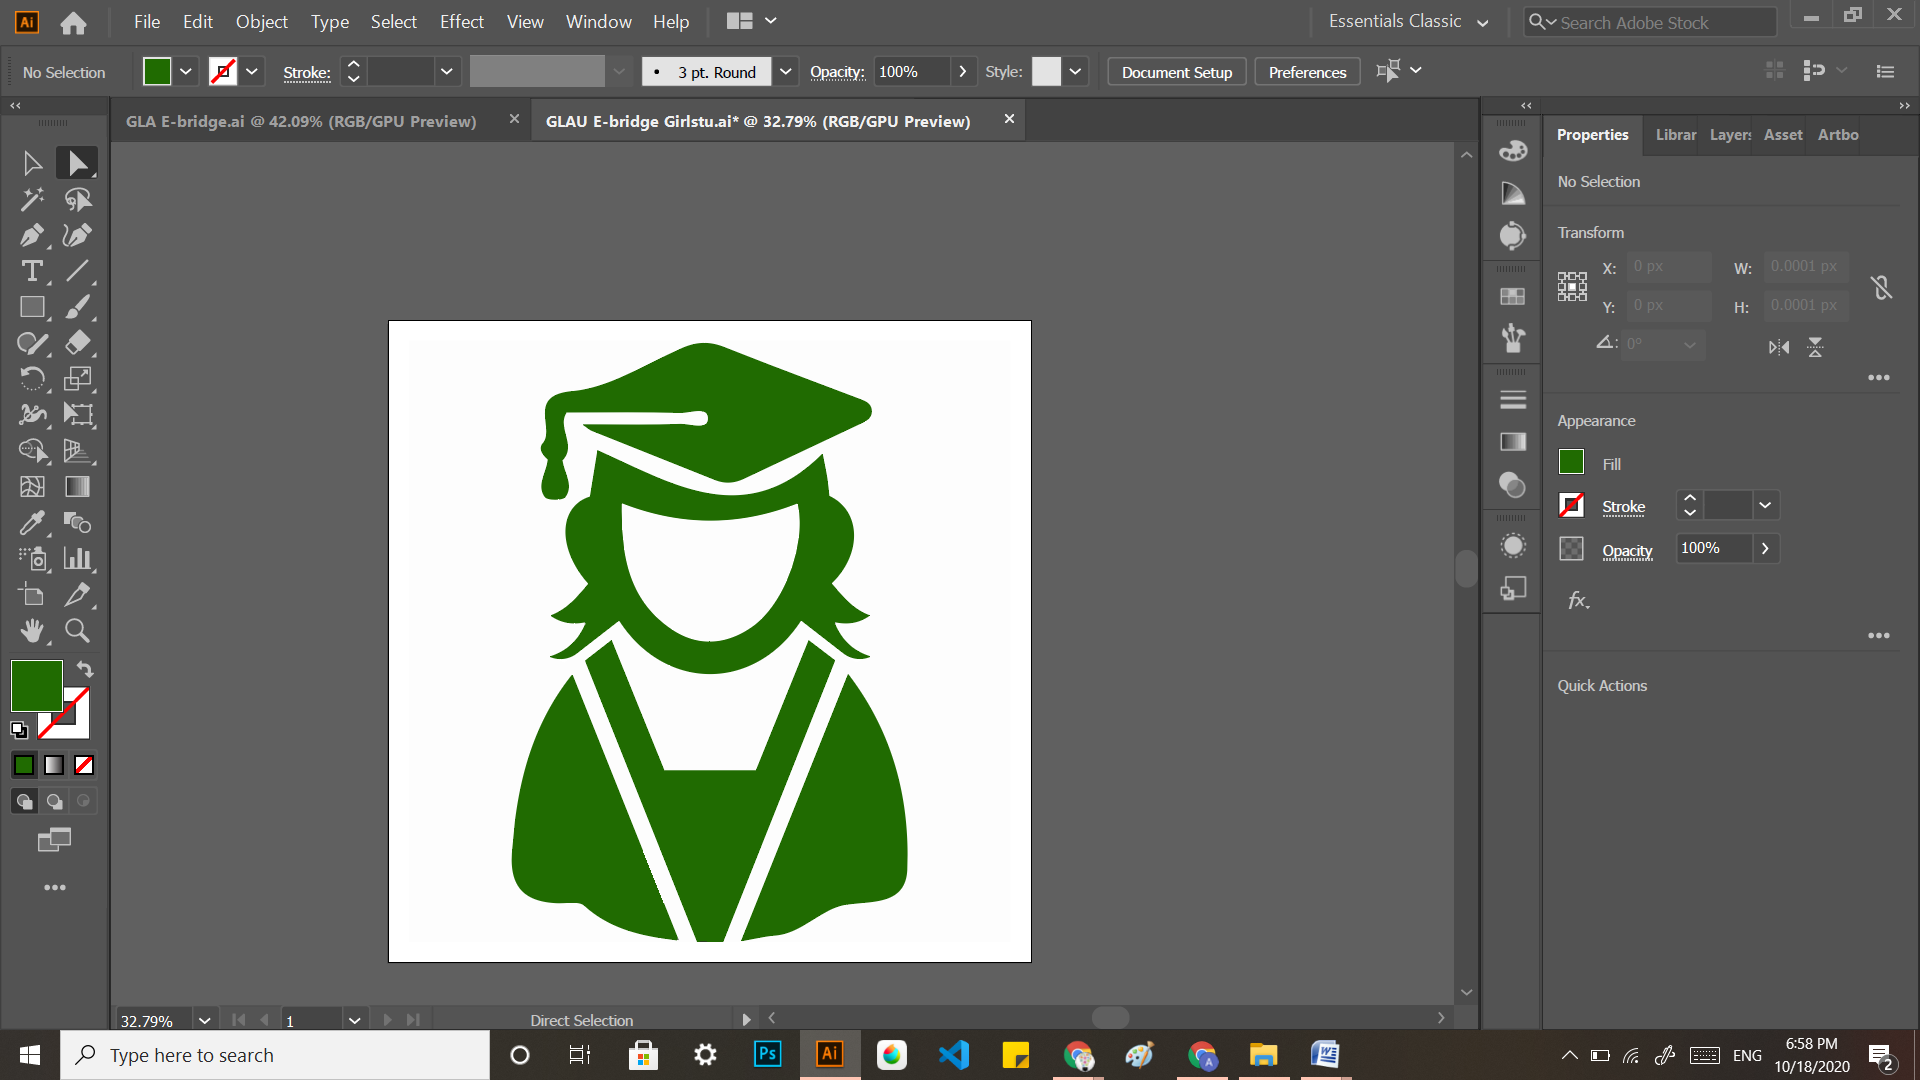 Ai File Edit Object Type Select Effect View Window Help Essentials Classic Search Adobe Stock
No Selection Stroke: 3 pt. Round Opacity: 100% Style: Document Setup Preferences
GLA E-bridge.ai @ 42.09% (RGB/GPU Preview) GLAU E-bridge Girlstu.ai* @ 32.79% (RGB/GPU Preview)
Properties Librar Layers Asset Artbo
No Selection
Transform
X: 0 px W: 0.0001 px
Y: 0 px H: 0.0001 px
0°
Appearance
Fill
Stroke
Opacity 100%
fx
Quick Actions
32.79% 1 Direct Selection
Type here to search Ps Ai ENG
6:58 PM
10/18/2020
2